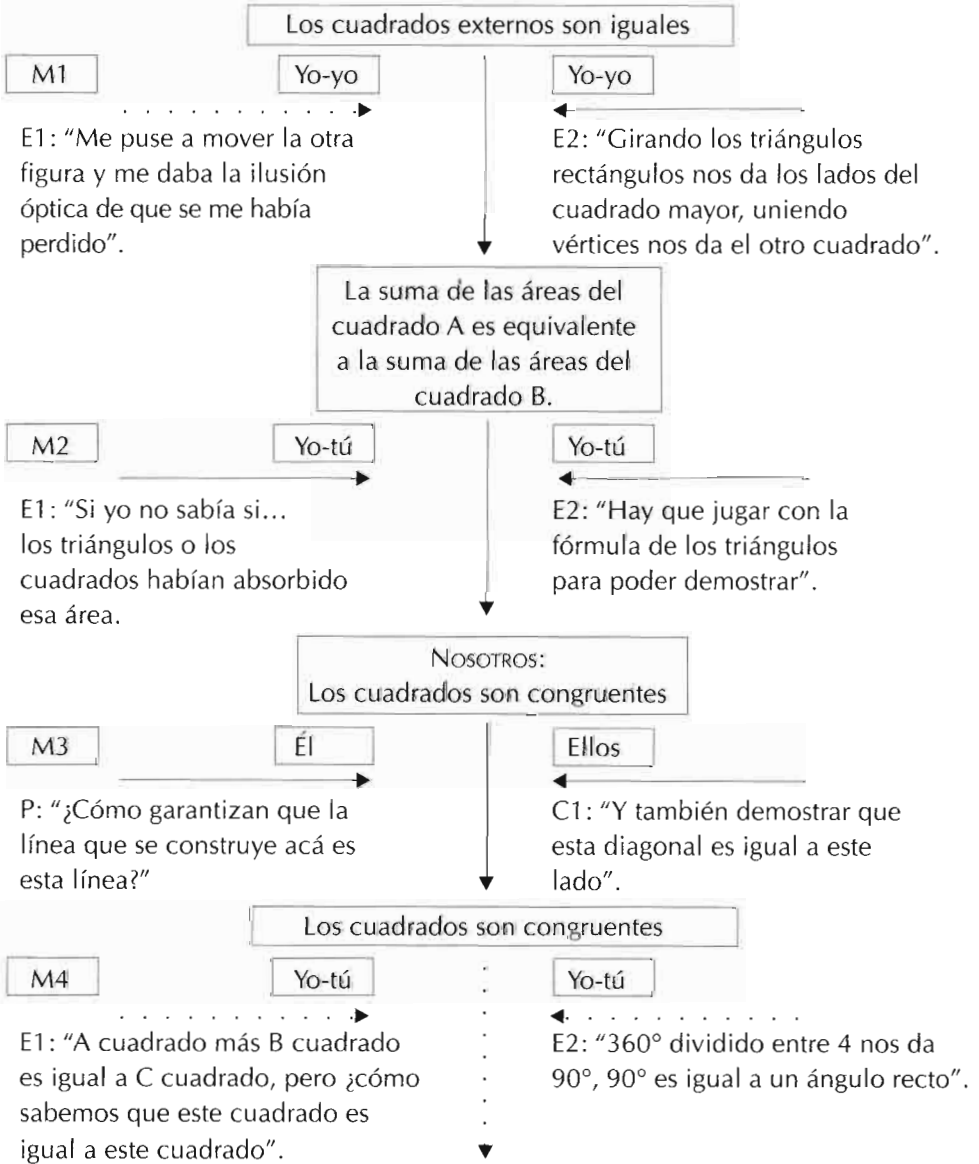 Los cuadrados externos son iguales
M1
Yo-yo
Yo-yo
E1: “Me puse a mover la otra
figura y me daba la ilusión
óptica de que se me había
perdido”.
E2: “Girando los triángulos
rectángulos nos da los lados del
cuadrado mayor, uniendo
vértices nos da el otro cuadrado”.
La suma de las áreas del
cuadrado A es equivalente
a la suma de las áreas del
cuadrado B.
M2
Yo-tú
Yo-tú
E1: “Si yo no sabía si...
los triángulos o los
cuadrados habían absorbido
esa área.
E2: “Hay que jugar con la
fórmula de los triángulos
para poder demostrar”.
NOSOTROS:
Los cuadrados son congruentes
M3
Él
Ellos
P: “¿Cómo garantizan que la
línea que se construye acá es
esta línea?”
C1: “Y también demostrar que
esta diagonal es igual a este
lado”.
Los cuadrados son congruentes
M4
Yo-tú
Yo-tú
E1: “A cuadrado más B cuadrado
es igual a C cuadrado, pero ¿cómo
sabemos que este cuadrado es
igual a este cuadrado”.
E2: “360° dividido entre 4 nos da
90°, 90° es igual a un ángulo recto”.